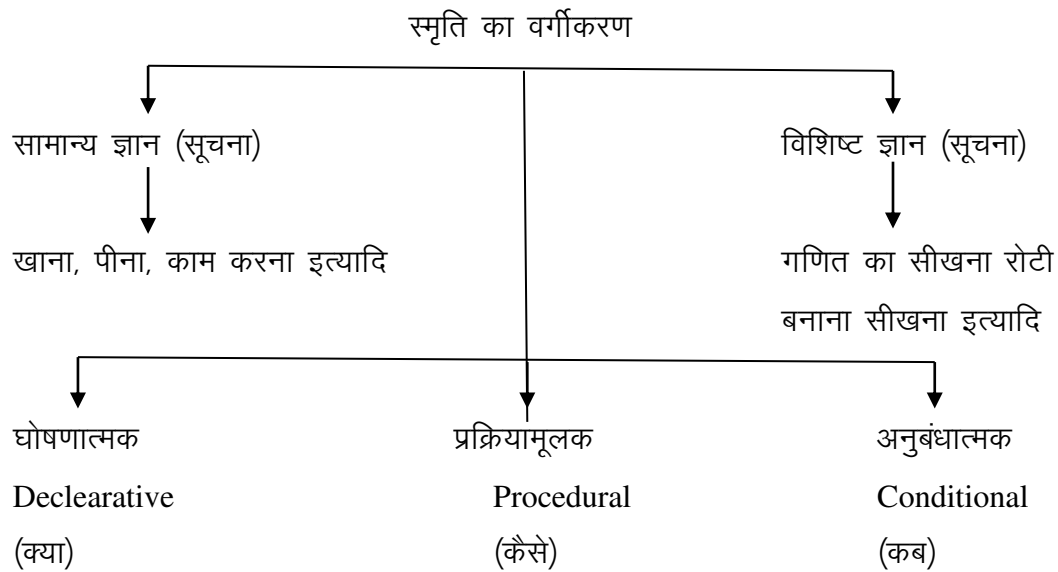 स्मृति का वर्गीकरण
सामान्य ज्ञान (सूचना)
विशिष्ट ज्ञान (सूचना)
खाना, पीना, काम करना इत्यादि
गणित का सीखना रोटी
बनाना सीखना इत्यादि
घोषणात्मक
प्रक्रियामूलक
अनुबंधात्मक
Declearative
Procedural
Conditional
(क्या)
(कैसे)
(कब)